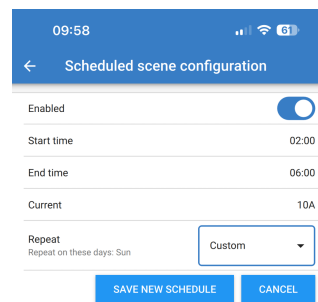 09:58
61
Scheduled scene configuration
Enabled
Start time 02:00
End time 06:00
Current 10A
Repeat
Repeat on these days: Sun
Custom
SAVE NEW SCHEDULE CANCEL